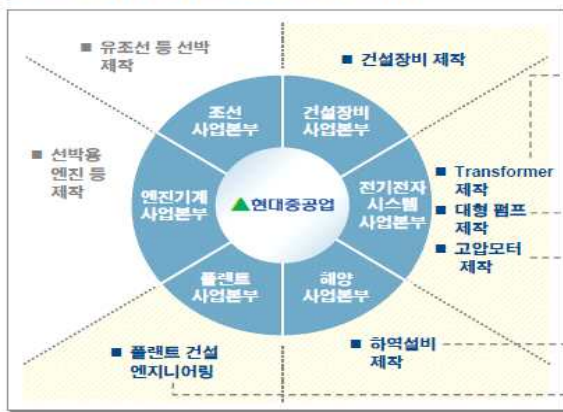 ■ 유조선 등 선박
제작
■ 건설장비 제작
조선
사업본부
건설장비
사업본부
■ 선박용
엔진 등
제작
엔진기계
사업본부
▲현대중공업
전기전자
시스템
사업본부
■ Transformer
제작
■ 대형 펌프
제작
■ 고압모터
제작
플랜트
사업본부
해양
사업본부
■ 플랜트 건설
엔지니어링
■ 하역설비
제작